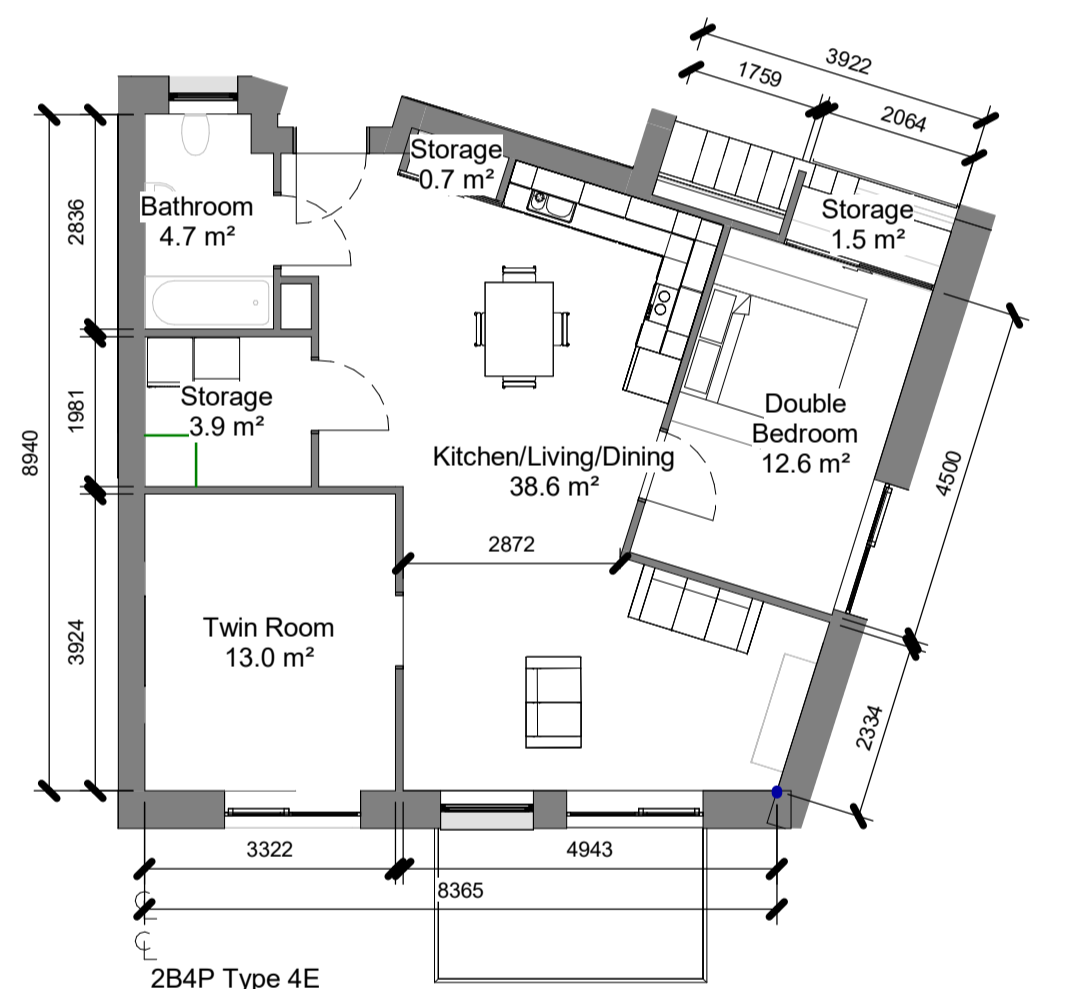 3922
1759
2064
Storage
0.7 m²
Bathroom
4.7 m²
Storage
1.5 m²
2836
1981
8940
3924
Storage
3.9 m²
Kitchen/Living/Dining
38.6 m²
Double
Bedroom
12.6 m²
4500
2872
Twin Room
13.0 m²
2334
3322
4943
8365
2B4P Type 4E